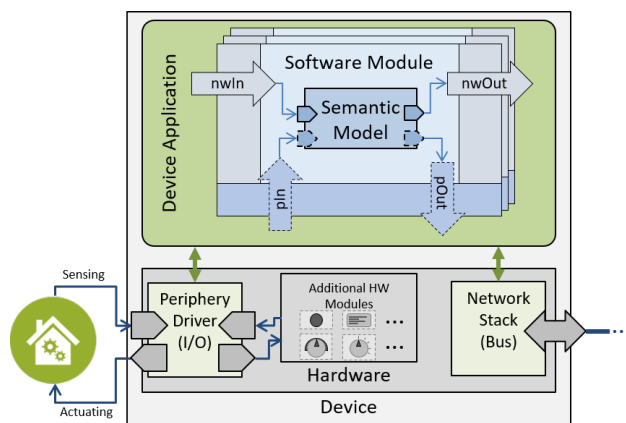 Device Application
Software Module
nwIn
nwOut
Semantic
Model
pIn
pOut
Sensing
Actuating
Periphery
Driver
(I/O)
Additional HW
Modules
...
...
Hardware
Network
Stack
(Bus)
...
Device